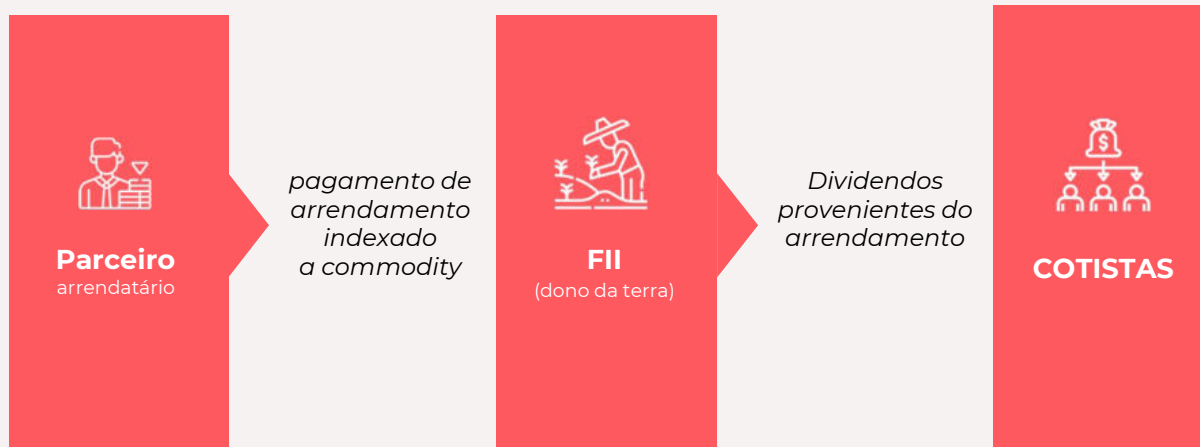 Parceiro
arrendatário
pagamento de
arrendamento
indexado
a commodity
FII
(dono da terra)
Dividendos
provenientes do
arrendamento
COTISTAS